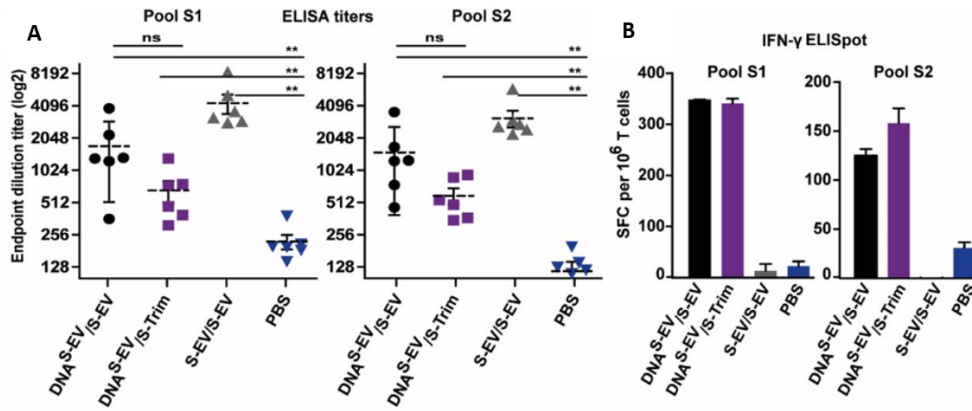 A
Pool S1
ELISA titers
Pool S2
ns
**
**
**
ns
**
**
**
Endpoint dilution titer (log2)
8192
4096
2048
1024
512
256
128
8192
4096
2048
1024
512
256
128
DNA S-EV/S-EV
DNA S-EV/S-Trim
S-EV/S-EV
PBS
DNA S-EV/S-EV
DNA S-EV/S-Trim
S-EV/S-EV
PBS
B
IFN-γ ELISpot
Pool S1
Pool S2
SFC per 10⁶ T cells
400
300
200
100
0
200
150
100
50
0
DNA S-EV/S-EV
DNA S-EV/S-Trim
S-EV/S-EV
PBS
DNA S-EV/S-EV
DNA S-EV/S-Trim
S-EV/S-EV
PBS